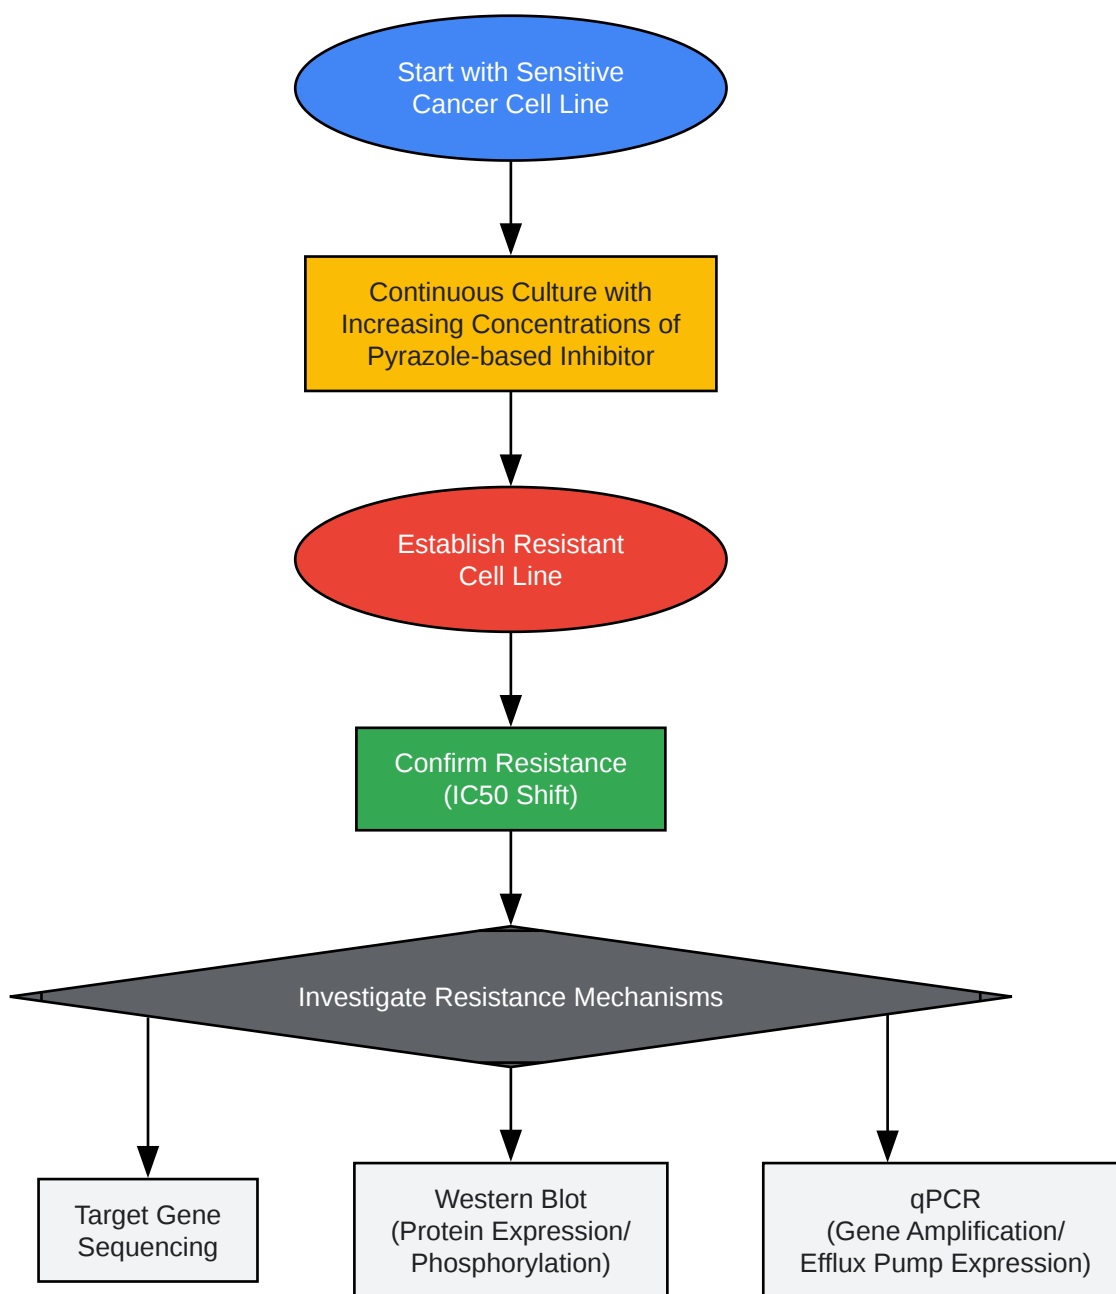 Start with Sensitive
Cancer Cell Line
Continuous Culture with
Increasing Concentrations of
Pyrazole-based Inhibitor
Establish Resistant
Cell Line
Confirm Resistance
(IC50 Shift)
Investigate Resistance Mechanisms
Target Gene
Sequencing
Western Blot
(Protein Expression/
Phosphorylation)
qPCR
(Gene Amplification/
Efflux Pump Expression)